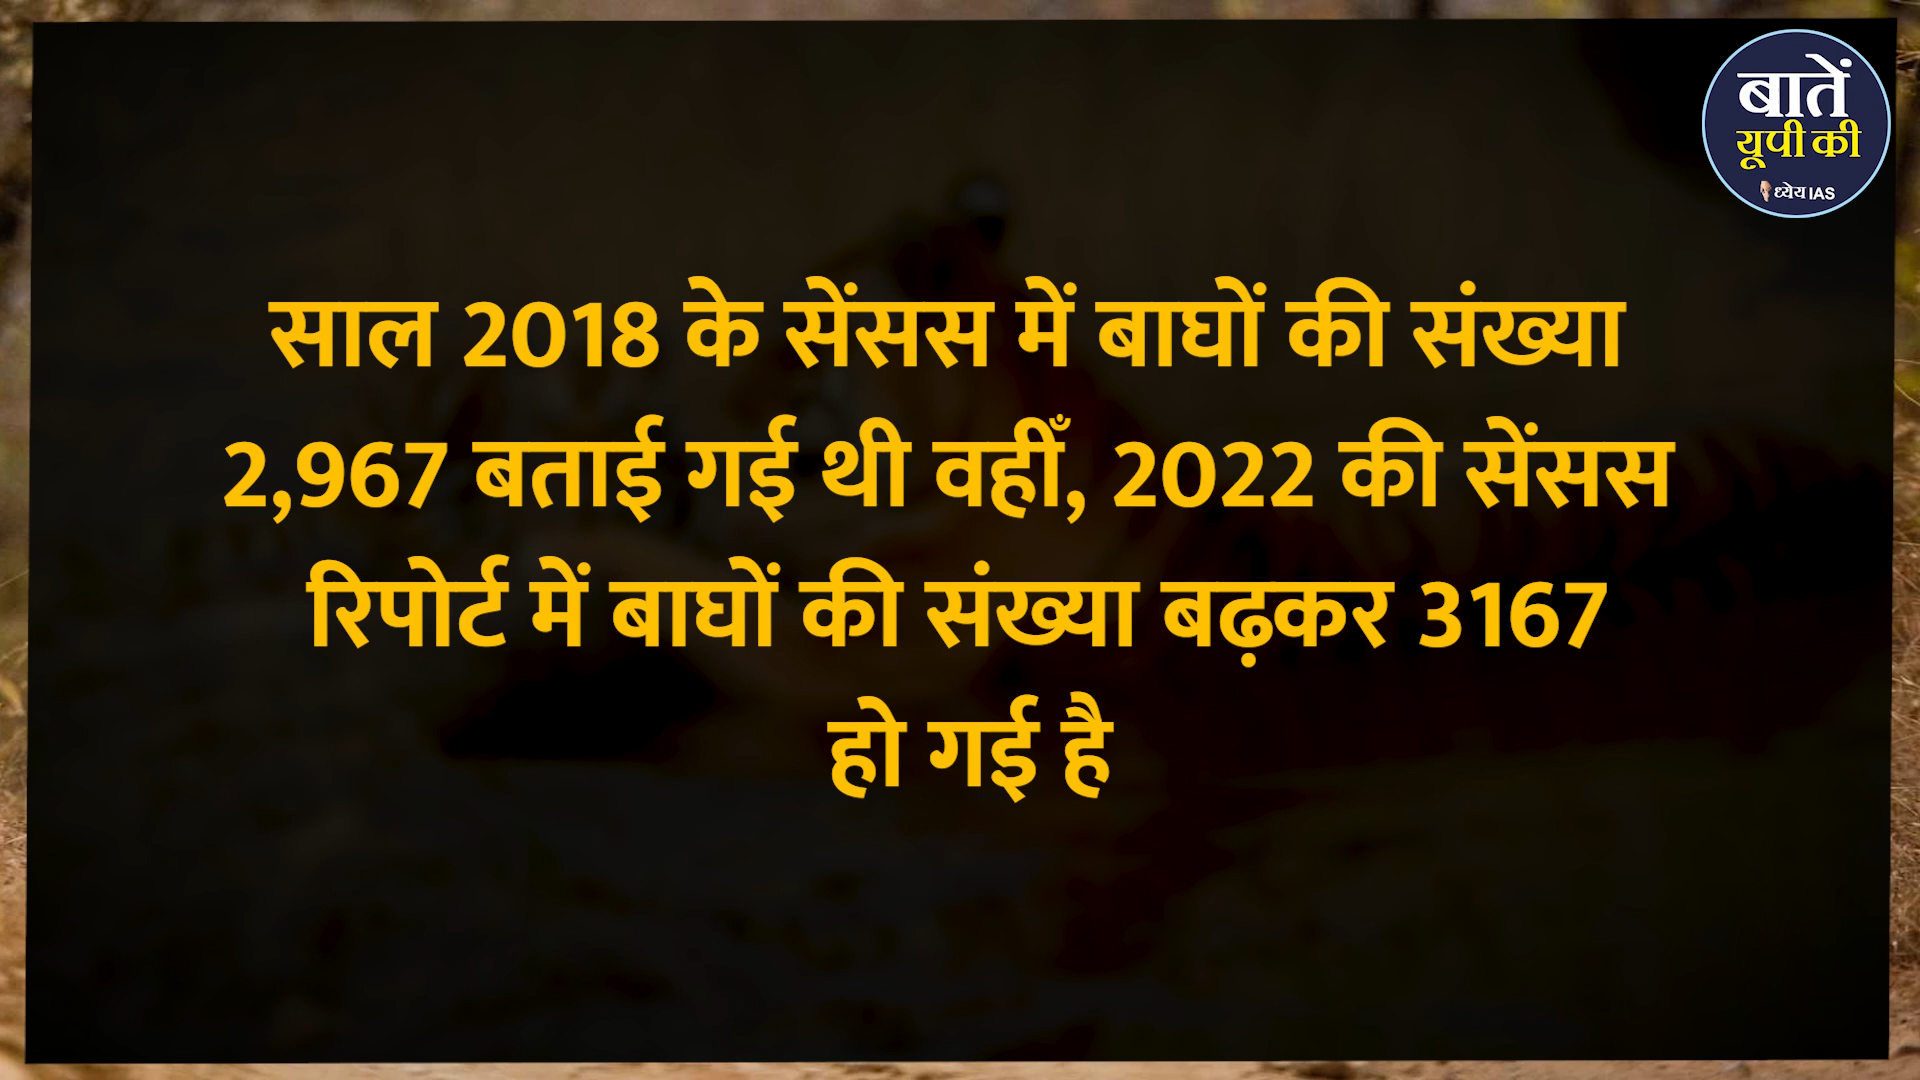 बातें
यूपी की
ध्येय IAS
साल 2018 के सेंसस में बाघों की संख्या
2,967 बताई गई थी वहीँ, 2022 की सेंसस
रिपोर्ट में बाघों की संख्या बढ़कर 3167
हो गई है